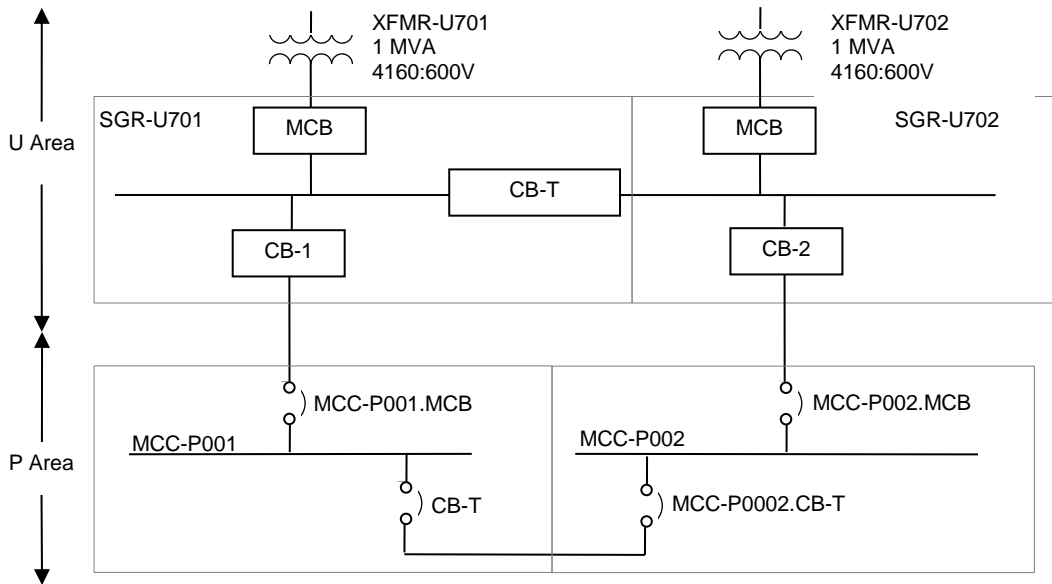 XFMR-U701
1 MVA
4160:600V
XFMR-U702
1 MVA
4160:600V
U Area
SGR-U701
MCB
MCB
SGR-U702
CB-T
CB-1
CB-2
P Area
MCC-P001.MCB
MCC-P002.MCB
MCC-P001
MCC-P002
CB-T
MCC-P0002.CB-T